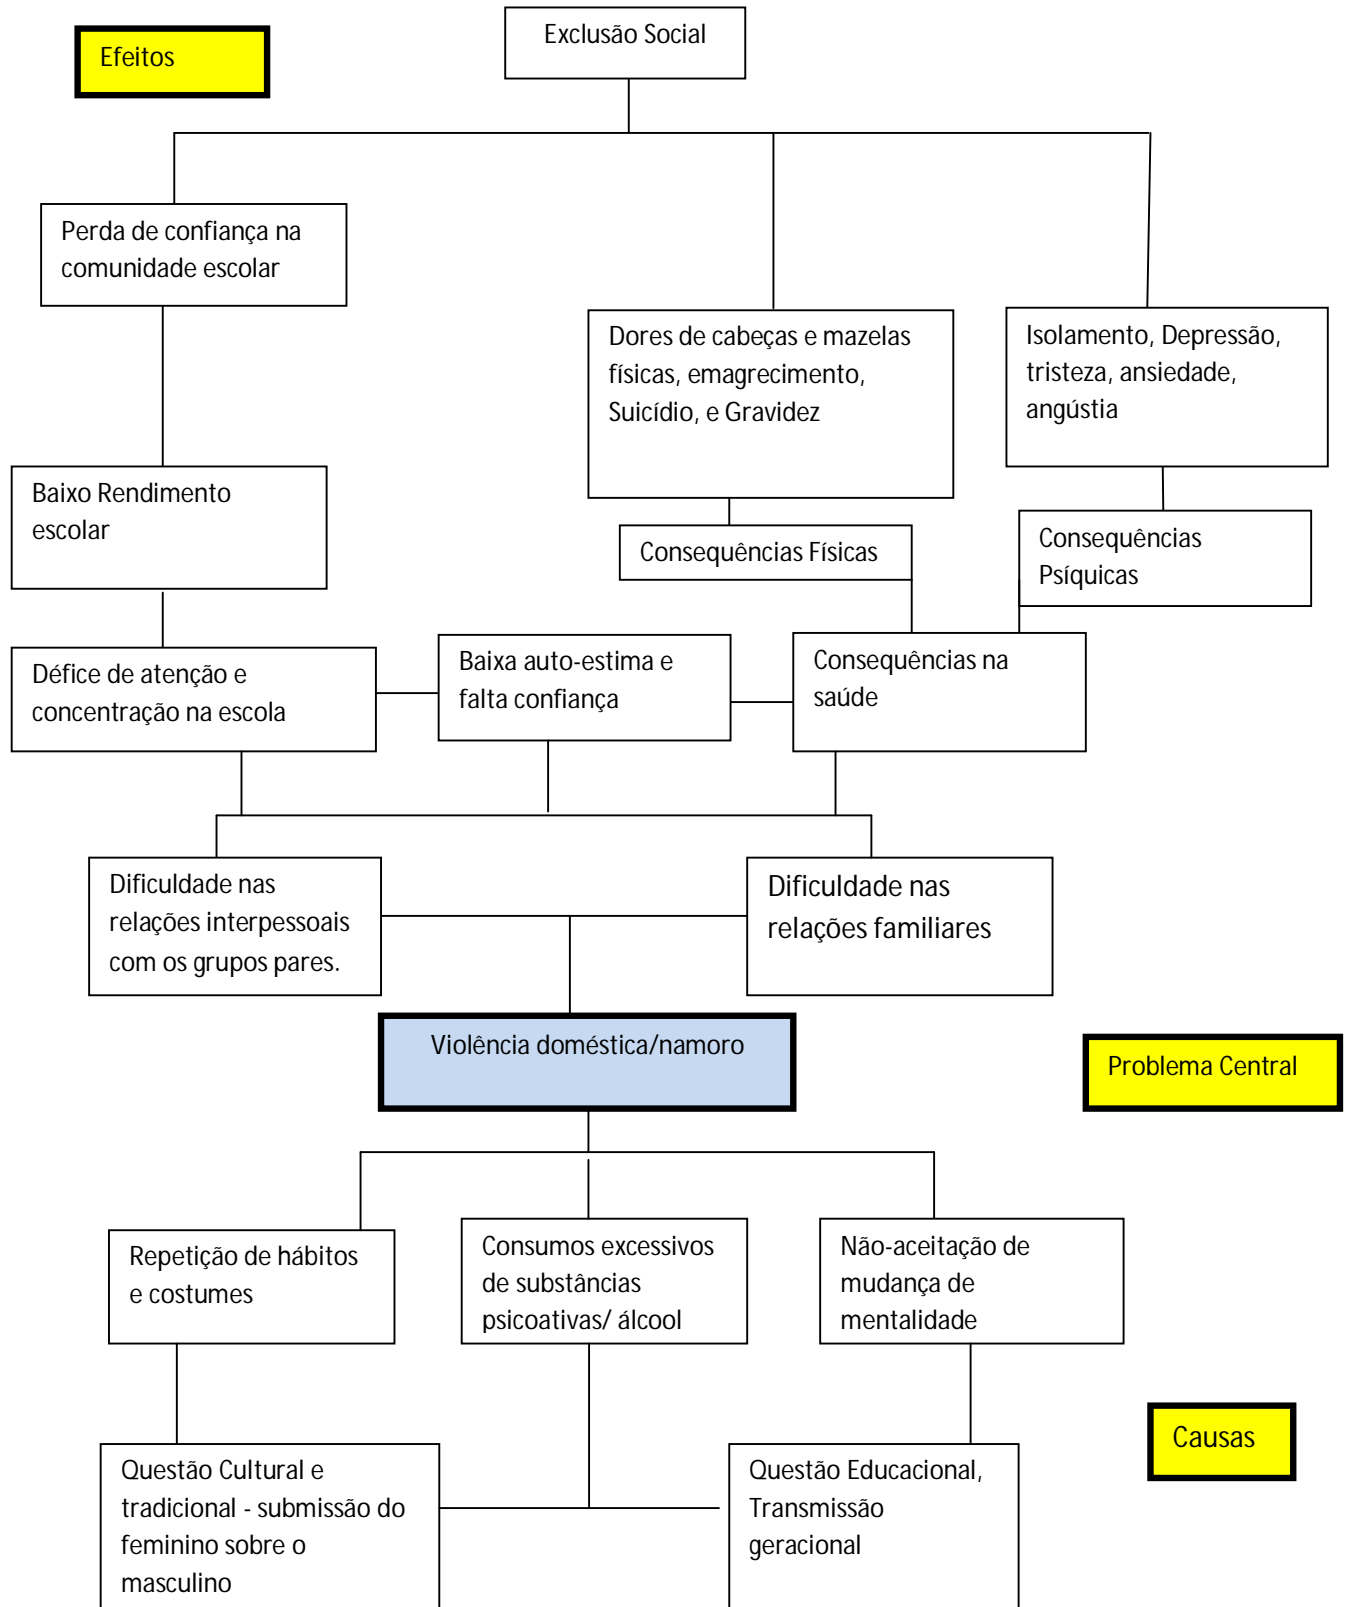 Exclusão Social
Efeitos
Perda de confiança na
comunidade escolar
Dores de cabeças e mazelas
físicas, emagrecimento,
Suicídio, e Gravidez
Isolamento, Depressão,
tristeza, ansiedade,
angústia
Baixo Rendimento
escolar
Consequências Físicas
Consequências
Psíquicas
Défice de atenção e
concentração na escola
Baixa auto-estima e
falta confiança
Consequências na
saúde
Dificuldade nas
relações interpessoais
com os grupos pares.
Dificuldade nas
relações familiares
Violência doméstica/namoro
Problema Central
Repetição de hábitos
e costumes
Consumos excessivos
de substâncias
psicoativas/ álcool
Não-aceitação de
mudança de
mentalidade
Causas
Questão Cultural e
tradicional - submissão do
feminino sobre o
masculino
Questão Educacional,
Transmissão
geracional